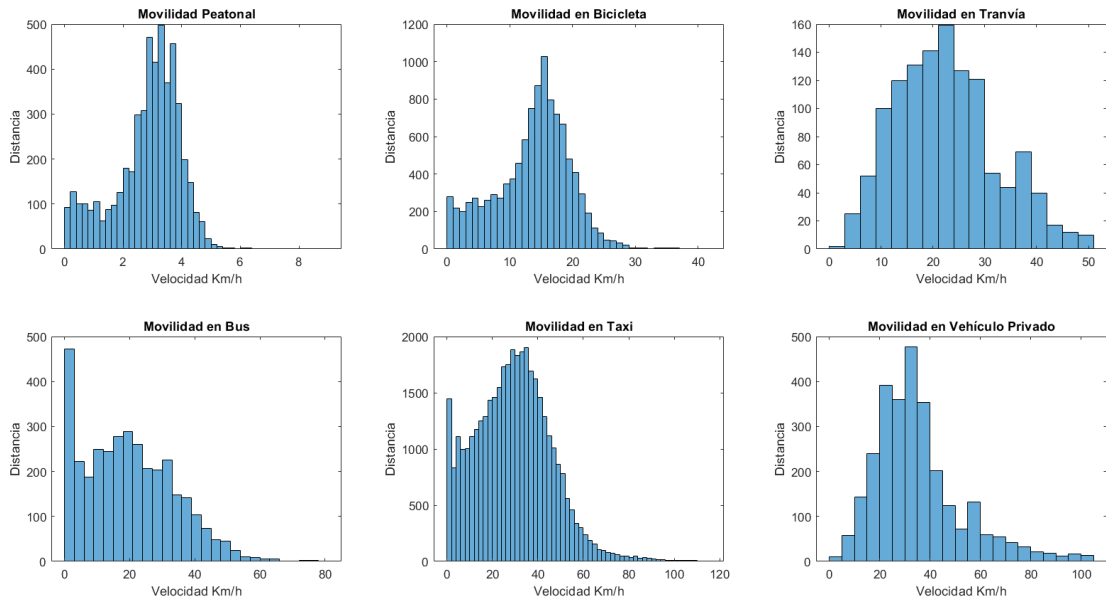 Movilidad Peatonal
500
400
300
200
100
0
0 2 4 6 8
Distancia
Velocidad Km/h
Movilidad en Bicicleta
1200
1000
800
600
400
200
0
0 10 20 30 40
Distancia
Velocidad Km/h
Movilidad en Tranvía
160
140
120
100
80
60
40
20
0
0 10 20 30 40 50
Distancia
Velocidad Km/h
Movilidad en Bus
500
400
300
200
100
0
0 20 40 60 80
Distancia
Velocidad Km/h
Movilidad en Taxi
2000
1500
1000
500
0
0 20 40 60 80 100 120
Distancia
Velocidad Km/h
Movilidad en Vehículo Privado
500
400
300
200
100
0
0 20 40 60 80 100
Distancia
Velocidad Km/h